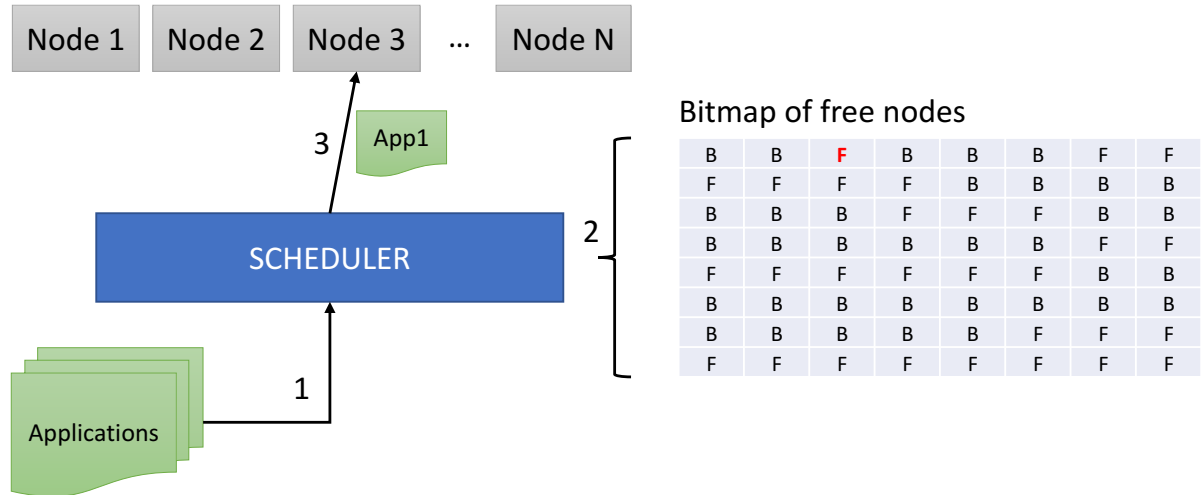 Node 1 Node 2 Node 3 ... Node N
3
App1
SCHEDULER
1
Applications
2
Bitmap of free nodes
B B F B B B F F
F F F F B B B B
B B B F F F B B
B B B B B B F F
F F F F F F B B
B B B B B B B B
B B B B B F F F
F F F F F F F F